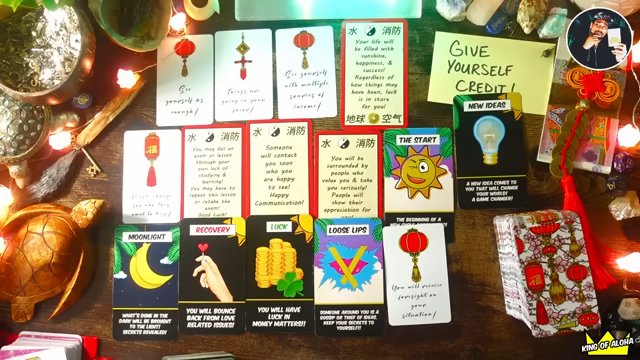 See
yourself as
enough!
Things are
going in your
favor!
See yourself
with multiple
sources of
income!
水 消防
Your life will
be filled with
sunshine,
happiness, &
success!
Regardless of
how things may
have been, luck
is in store
for you!
地球 空气
GIVE
YOURSELF
CREDIT!
水 消防
You may fail an
exam or lesson
through your
own lack of
studying &
learning!
You may have to
repeat this lesson
or retake the
exam!
Good Luck!
水 消防
Someone
will contact
you soon
who you
are happy
to see!
Happy
Communication!
You will be
surrounded by
people who
value you & take
you seriously!
People will
show their
appreciation for
THE START
THE BEGINNING OF A
NEW IDEAS
A NEW IDEA COMES TO
YOU THAT WILL CHANGE
YOUR WORLD!
A GAME CHANGER!
MOONLIGHT
WHAT'S DONE IN THE
DARK WILL BE BROUGHT
TO THE LIGHT!
SECRETS REVEALED!
RECOVERY
YOU WILL BOUNCE
BACK FROM LOVE
RELATED ISSUES!
LUCK
YOU WILL HAVE
LUCK IN
MONEY MATTERS!!
LOOSE LIPS
SOMEONE AROUND YOU IS A
GOSSIP OR THIEF OF IDEAS.
KEEP YOUR SECRETS TO
YOURSELF!
You will receive
foresight on
your
situation!
KING OF ALOHA